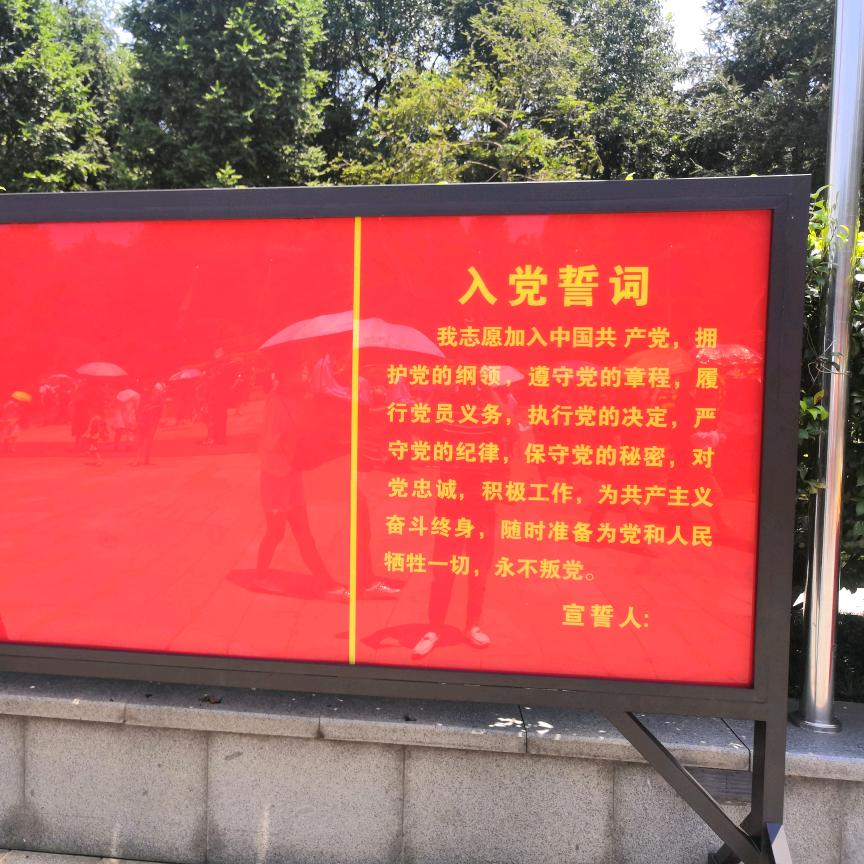 入党誓词
我志愿加入中国共产党，拥
护党的纲领，遵守党的章程，履
行党员义务，执行党的决定，严
守党的纪律，保守党的秘密，对
党忠诚，积极工作，为共产主义
奋斗终身，随时准备为党和人民
牺牲一切，永不叛党。
宣誓人: